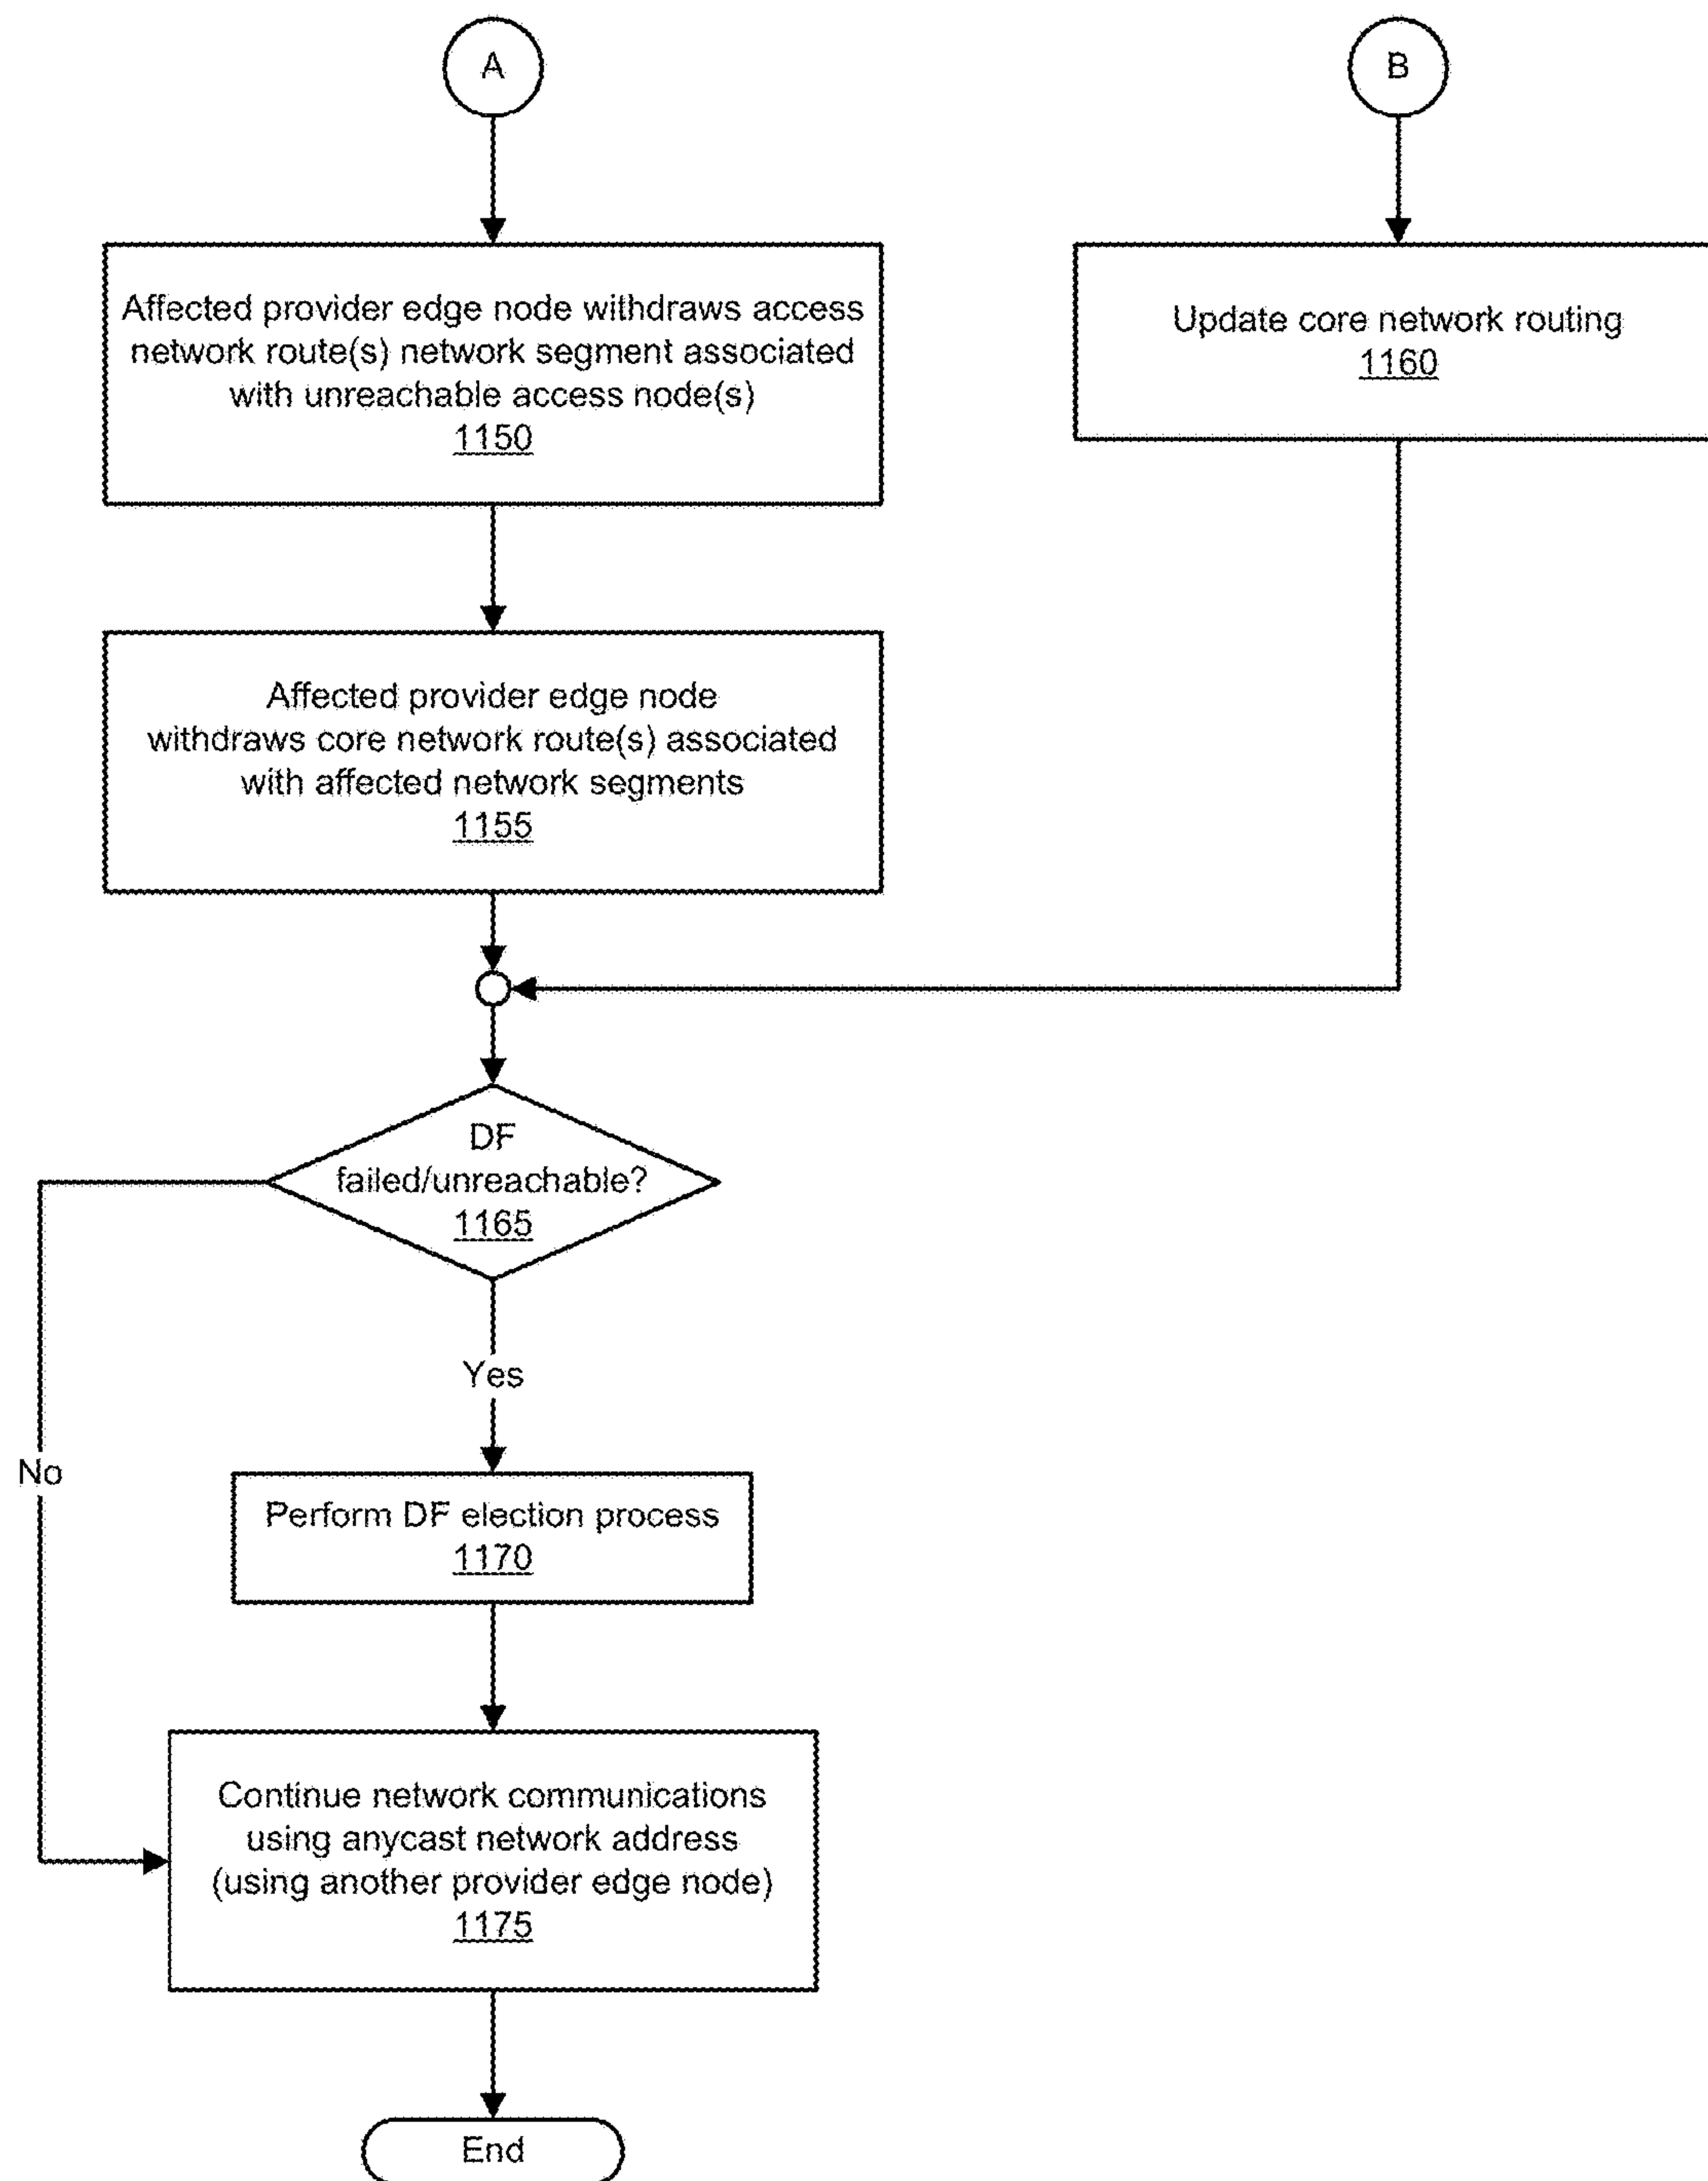 A
B
Affected provider edge node withdraws access
network route(s) network segment associated
with unreachable access node(s)
1150
Update core network routing
1160
Affected provider edge node
withdraws core network route(s) associated
with affected network segments
1155
DF
failed/unreachable?
1165
Yes
No
Perform DF election process
1170
Continue network communications
using anycast network address
(using another provider edge node)
1175
End